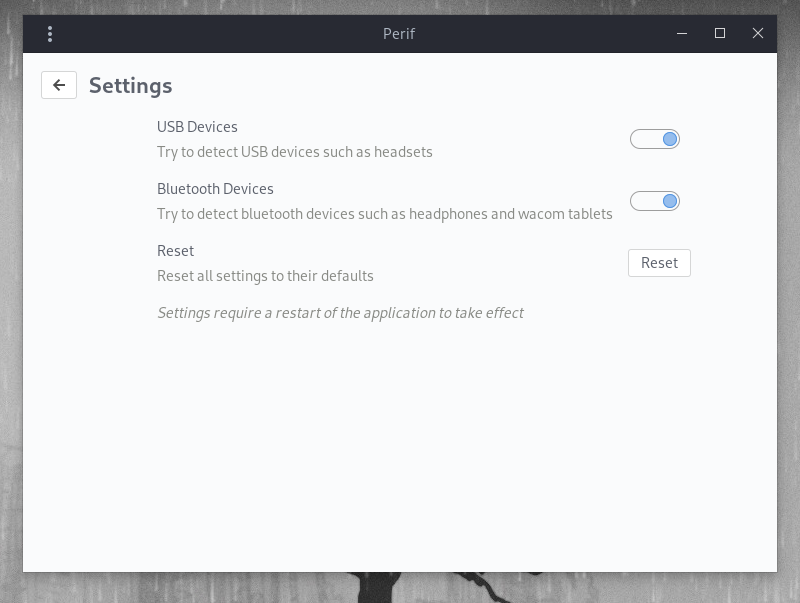 Perif
Settings
USB Devices
Try to detect USB devices such as headsets
Bluetooth Devices
Try to detect bluetooth devices such as headphones and wacom tablets
Reset
Reset all settings to their defaults
Reset
Settings require a restart of the application to take effect